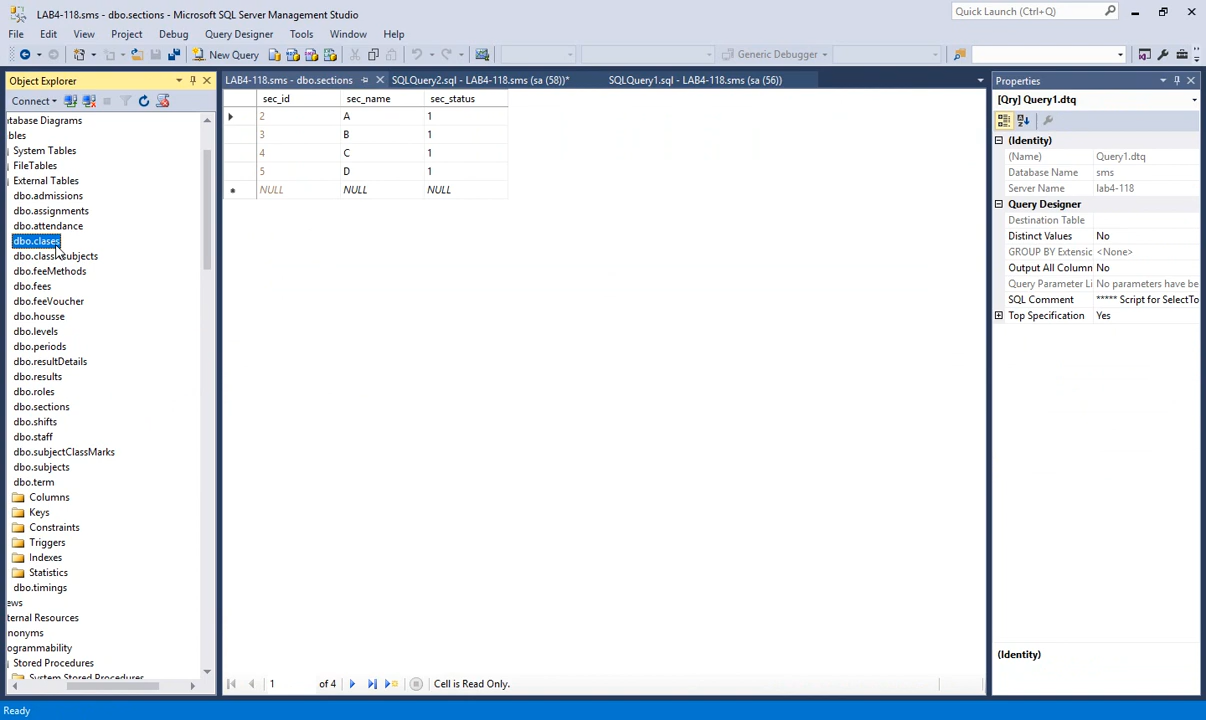 LAB4-118.sms - dbo.sections - Microsoft SQL Server Management Studio
Quick Launch (Ctrl+Q)
File Edit View Project Debug Query Designer Tools Window Help
New Query
Generic Debugger
Object Explorer
LAB4-118.sms - dbo.sections
SQLQuery2.sql - LAB4-118.sms (sa (58))*
SQLQuery1.sql - LAB4-118.sms (sa (56))
Properties
Connect
[Qry] Query1.dtq
tabase Diagrams
bles
System Tables
FileTables
External Tables
dbo.admissions
dbo.assignments
dbo.attendance
dbo.clases
dbo.class ubjects
dbo.feeMethods
dbo.fees
dbo.feeVoucher
dbo.housse
dbo.levels
dbo.periods
dbo.resultDetails
dbo.results
dbo.roles
dbo.sections
dbo.shifts
dbo.staff
dbo.subjectClassMarks
dbo.subjects
dbo.term
Columns
Keys
Constraints
Triggers
Indexes
Statistics
dbo.timings
ews
ternal Resources
nonyms
ogrammability
Stored Procedures
System Stored Procedures
sec_id sec_name sec_status
2 A 1
3 B 1
4 C 1
5 D 1
NULL NULL NULL
1 of 4 Cell is Read Only.
(Identity)
(Name) Query1.dtq
Database Name sms
Server Name lab4-118
Query Designer
Destination Table
Distinct Values No
GROUP BY Extensic <None>
Output All Column No
Query Parameter Li No parameters have be
SQL Comment ***** Script for SelectTo
Top Specification Yes
(Identity)
Ready